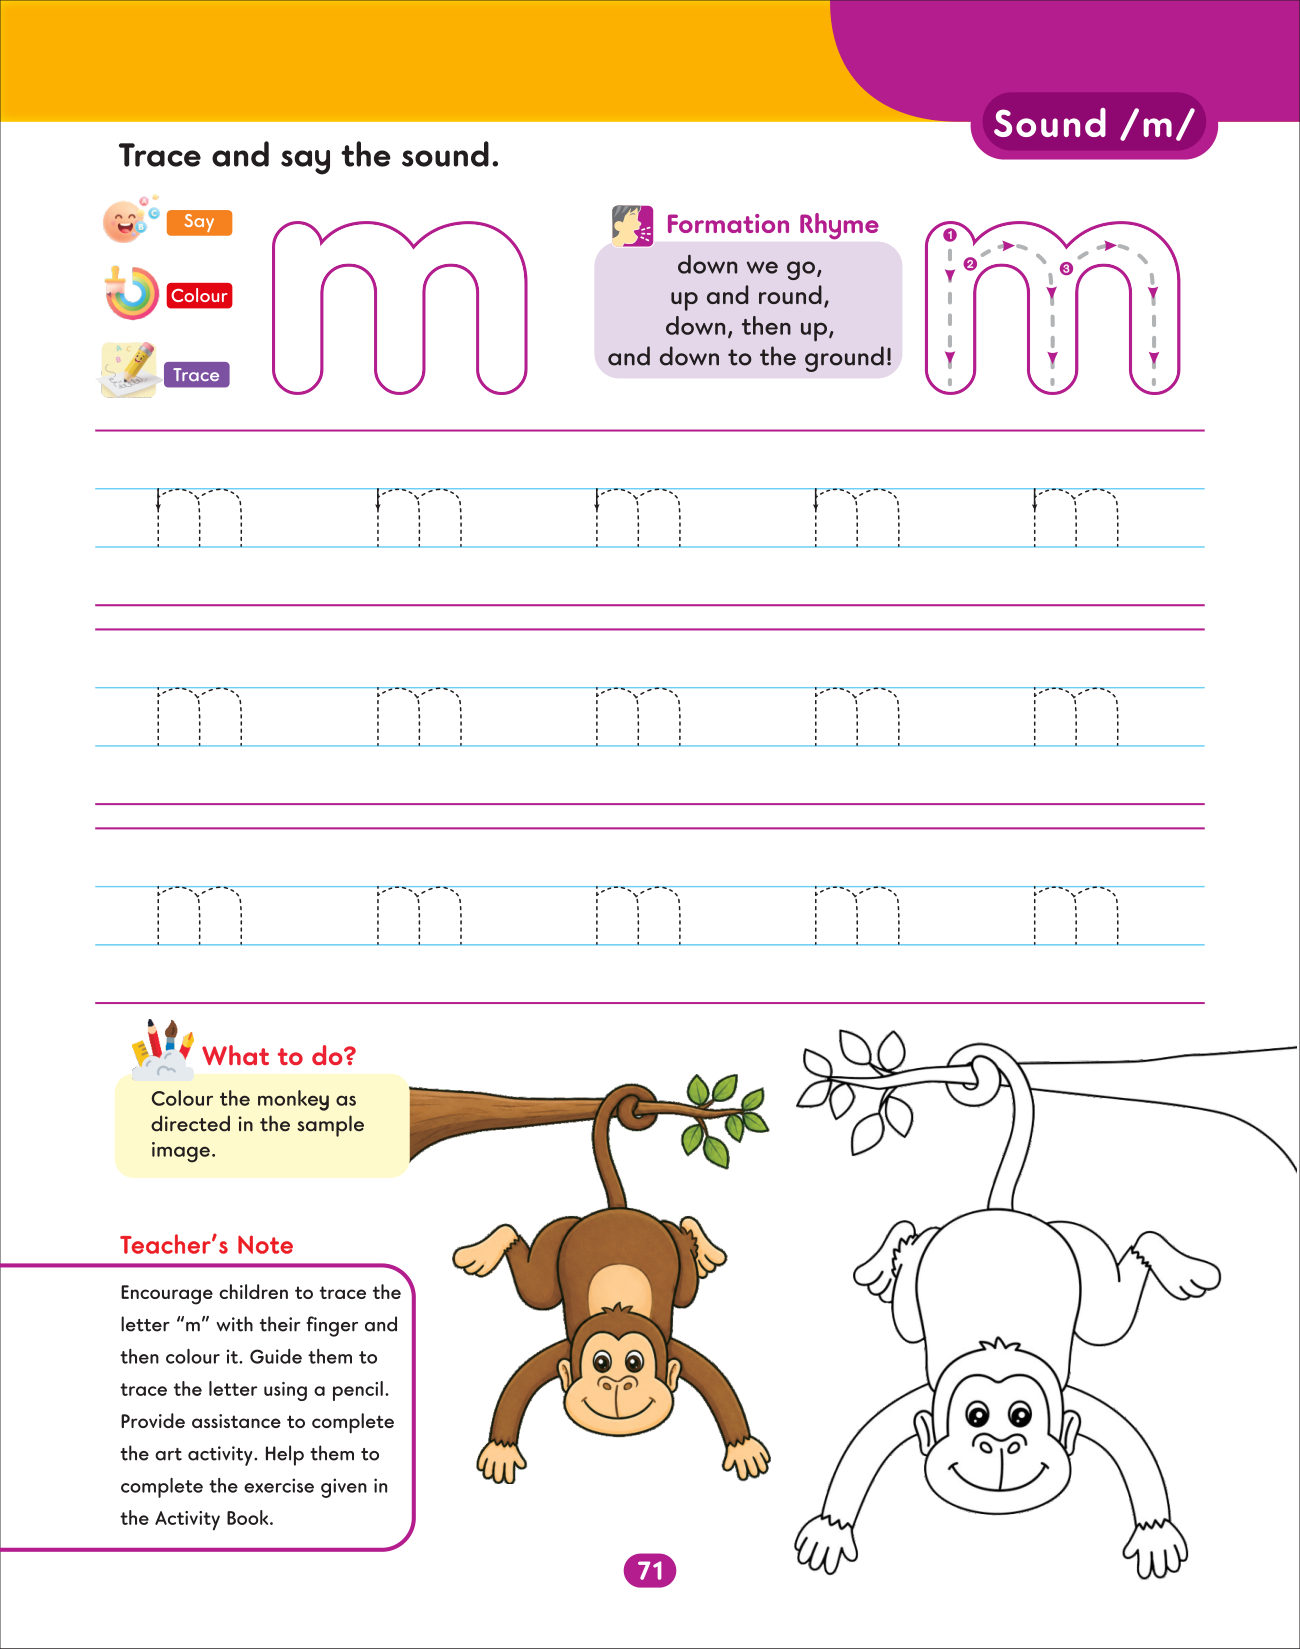 Sound /m/
Trace and say the sound.
Say
Colour
Trace
Formation Rhyme
down we go,
up and round,
down, then up,
and down to the ground!
1
2
3
m m m m m
m m m m m
m m m m m
What to do?
Colour the monkey as
directed in the sample
image.
Teacher's Note
Encourage children to trace the
letter “m” with their finger and
then colour it. Guide them to
trace the letter using a pencil.
Provide assistance to complete
the art activity. Help them to
complete the exercise given in
the Activity Book.
71